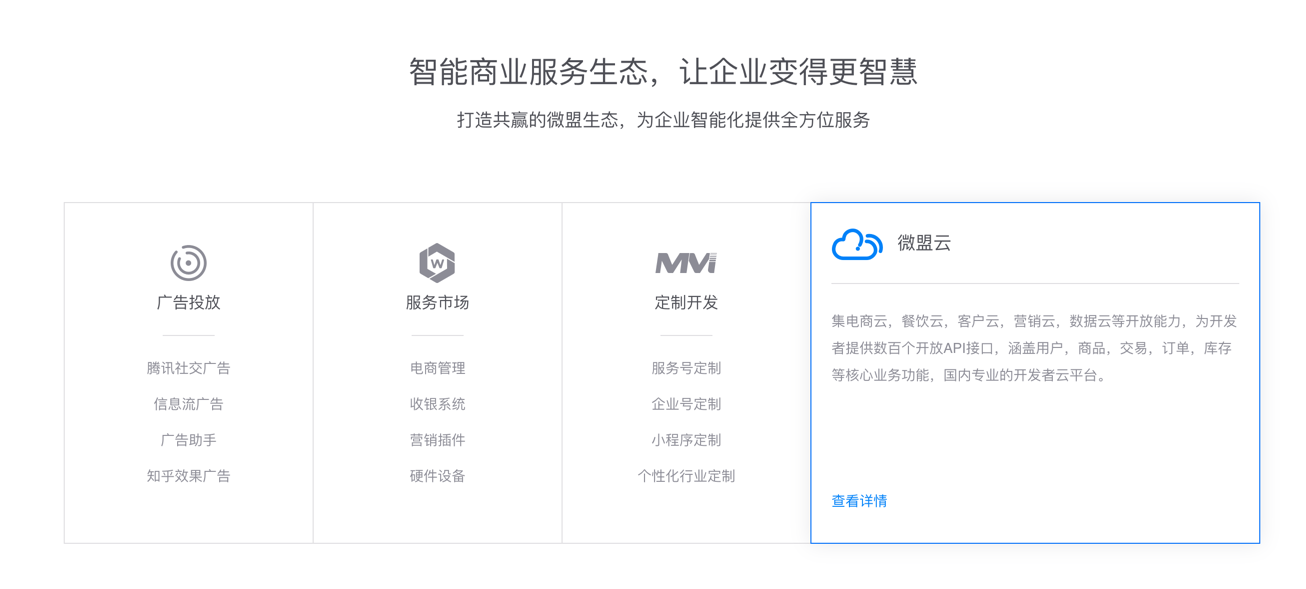 智能商业服务生态，让企业变得更智慧
打造共赢的微盟生态，为企业智能化提供全方位服务
广告投放
腾讯社交广告
信息流广告
广告助手
知乎效果广告
W
服务市场
电商管理
收银系统
营销插件
硬件设备
MVi
定制开发
服务号定制
企业号定制
小程序定制
个性化行业定制
微盟云
集电商云，餐饮云，客户云，营销云，数据云等开放能力，为开发
者提供数百个开放API接口，涵盖用户，商品，交易，订单，库存
等核心业务功能，国内专业的开发者云平台。
查看详情